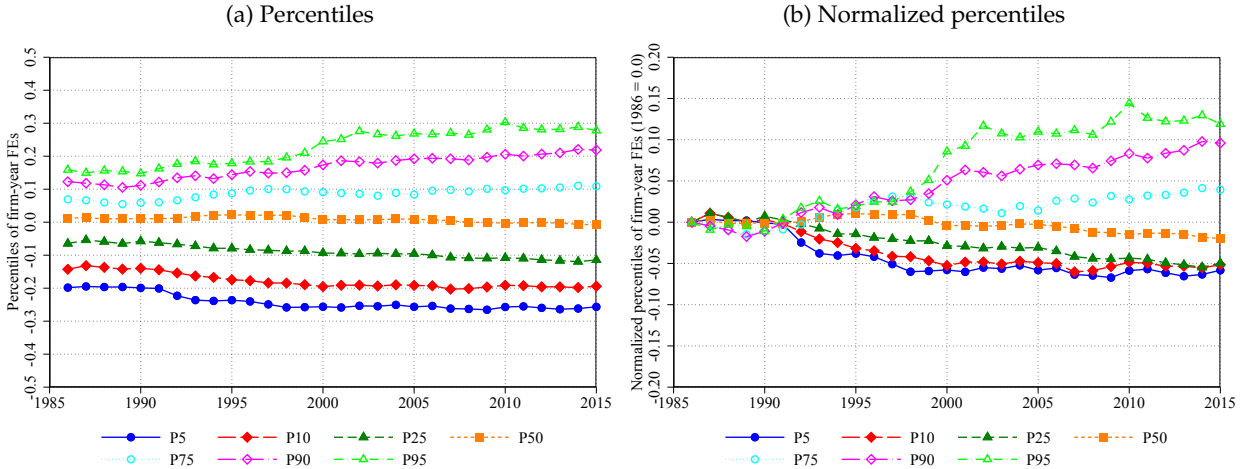 (a) Percentiles
Percentiles of firm-year FEs
0.5
0.4
0.3
0.2
0.1
0.0
-0.1
-0.2
-0.3
-0.4
-0.5
1985 1990 1995 2000 2005 2010 2015
P5 P10 P25 P50
P75 P90 P95
(b) Normalized percentiles
Normalized percentiles of firm-year FEs (1986 = 0.0)
0.20
0.15
0.10
0.05
0.00
-0.05
-0.10
-0.15
-0.20
1985 1990 1995 2000 2005 2010 2015
P5 P10 P25 P50
P75 P90 P95